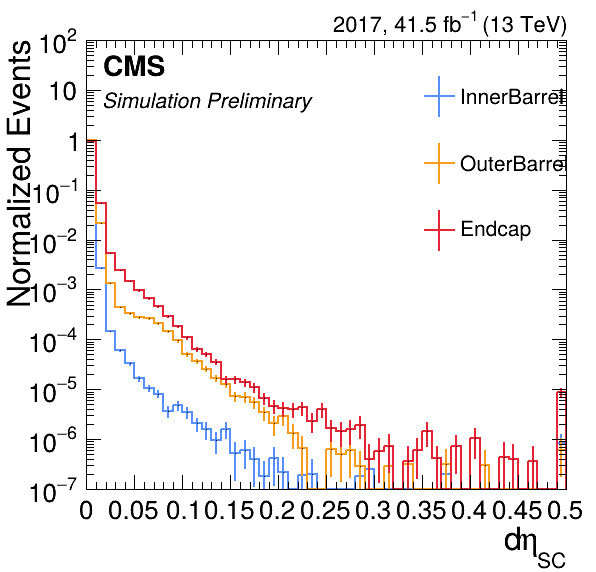 2017, 41.5 fb⁻¹ (13 TeV)
CMS
Simulation Preliminary
InnerBarrel
OuterBarrel
Endcap
Normalized Events
10²
10
1
10⁻¹
10⁻²
10⁻³
10⁻⁴
10⁻⁵
10⁻⁶
10⁻⁷
0 0.05 0.1 0.15 0.2 0.25 0.3 0.35 0.4 0.45 0.5
dη_SC